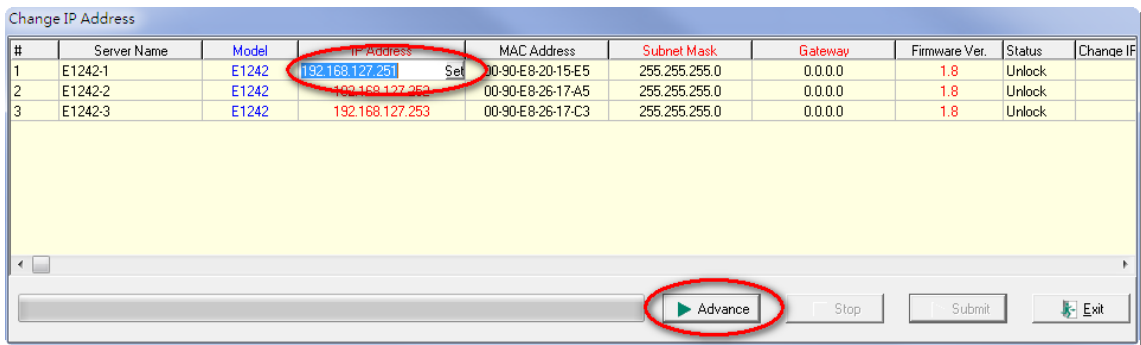 Change IP Address
# Server Name Model IP Address MAC Address Subnet Mask Gateway Firmware Ver. Status Change IP
1 E1242-1 E1242 192.168.127.251 Set 00-90-E8-20-15-E5 255.255.255.0 0.0.0.0 1.8 Unlock
2 E1242-2 E1242 192.168.127.252 00-90-E8-26-17-A5 255.255.255.0 0.0.0.0 1.8 Unlock
3 E1242-3 E1242 192.168.127.253 00-90-E8-26-17-C3 255.255.255.0 0.0.0.0 1.8 Unlock
Advance Stop Submit Exit